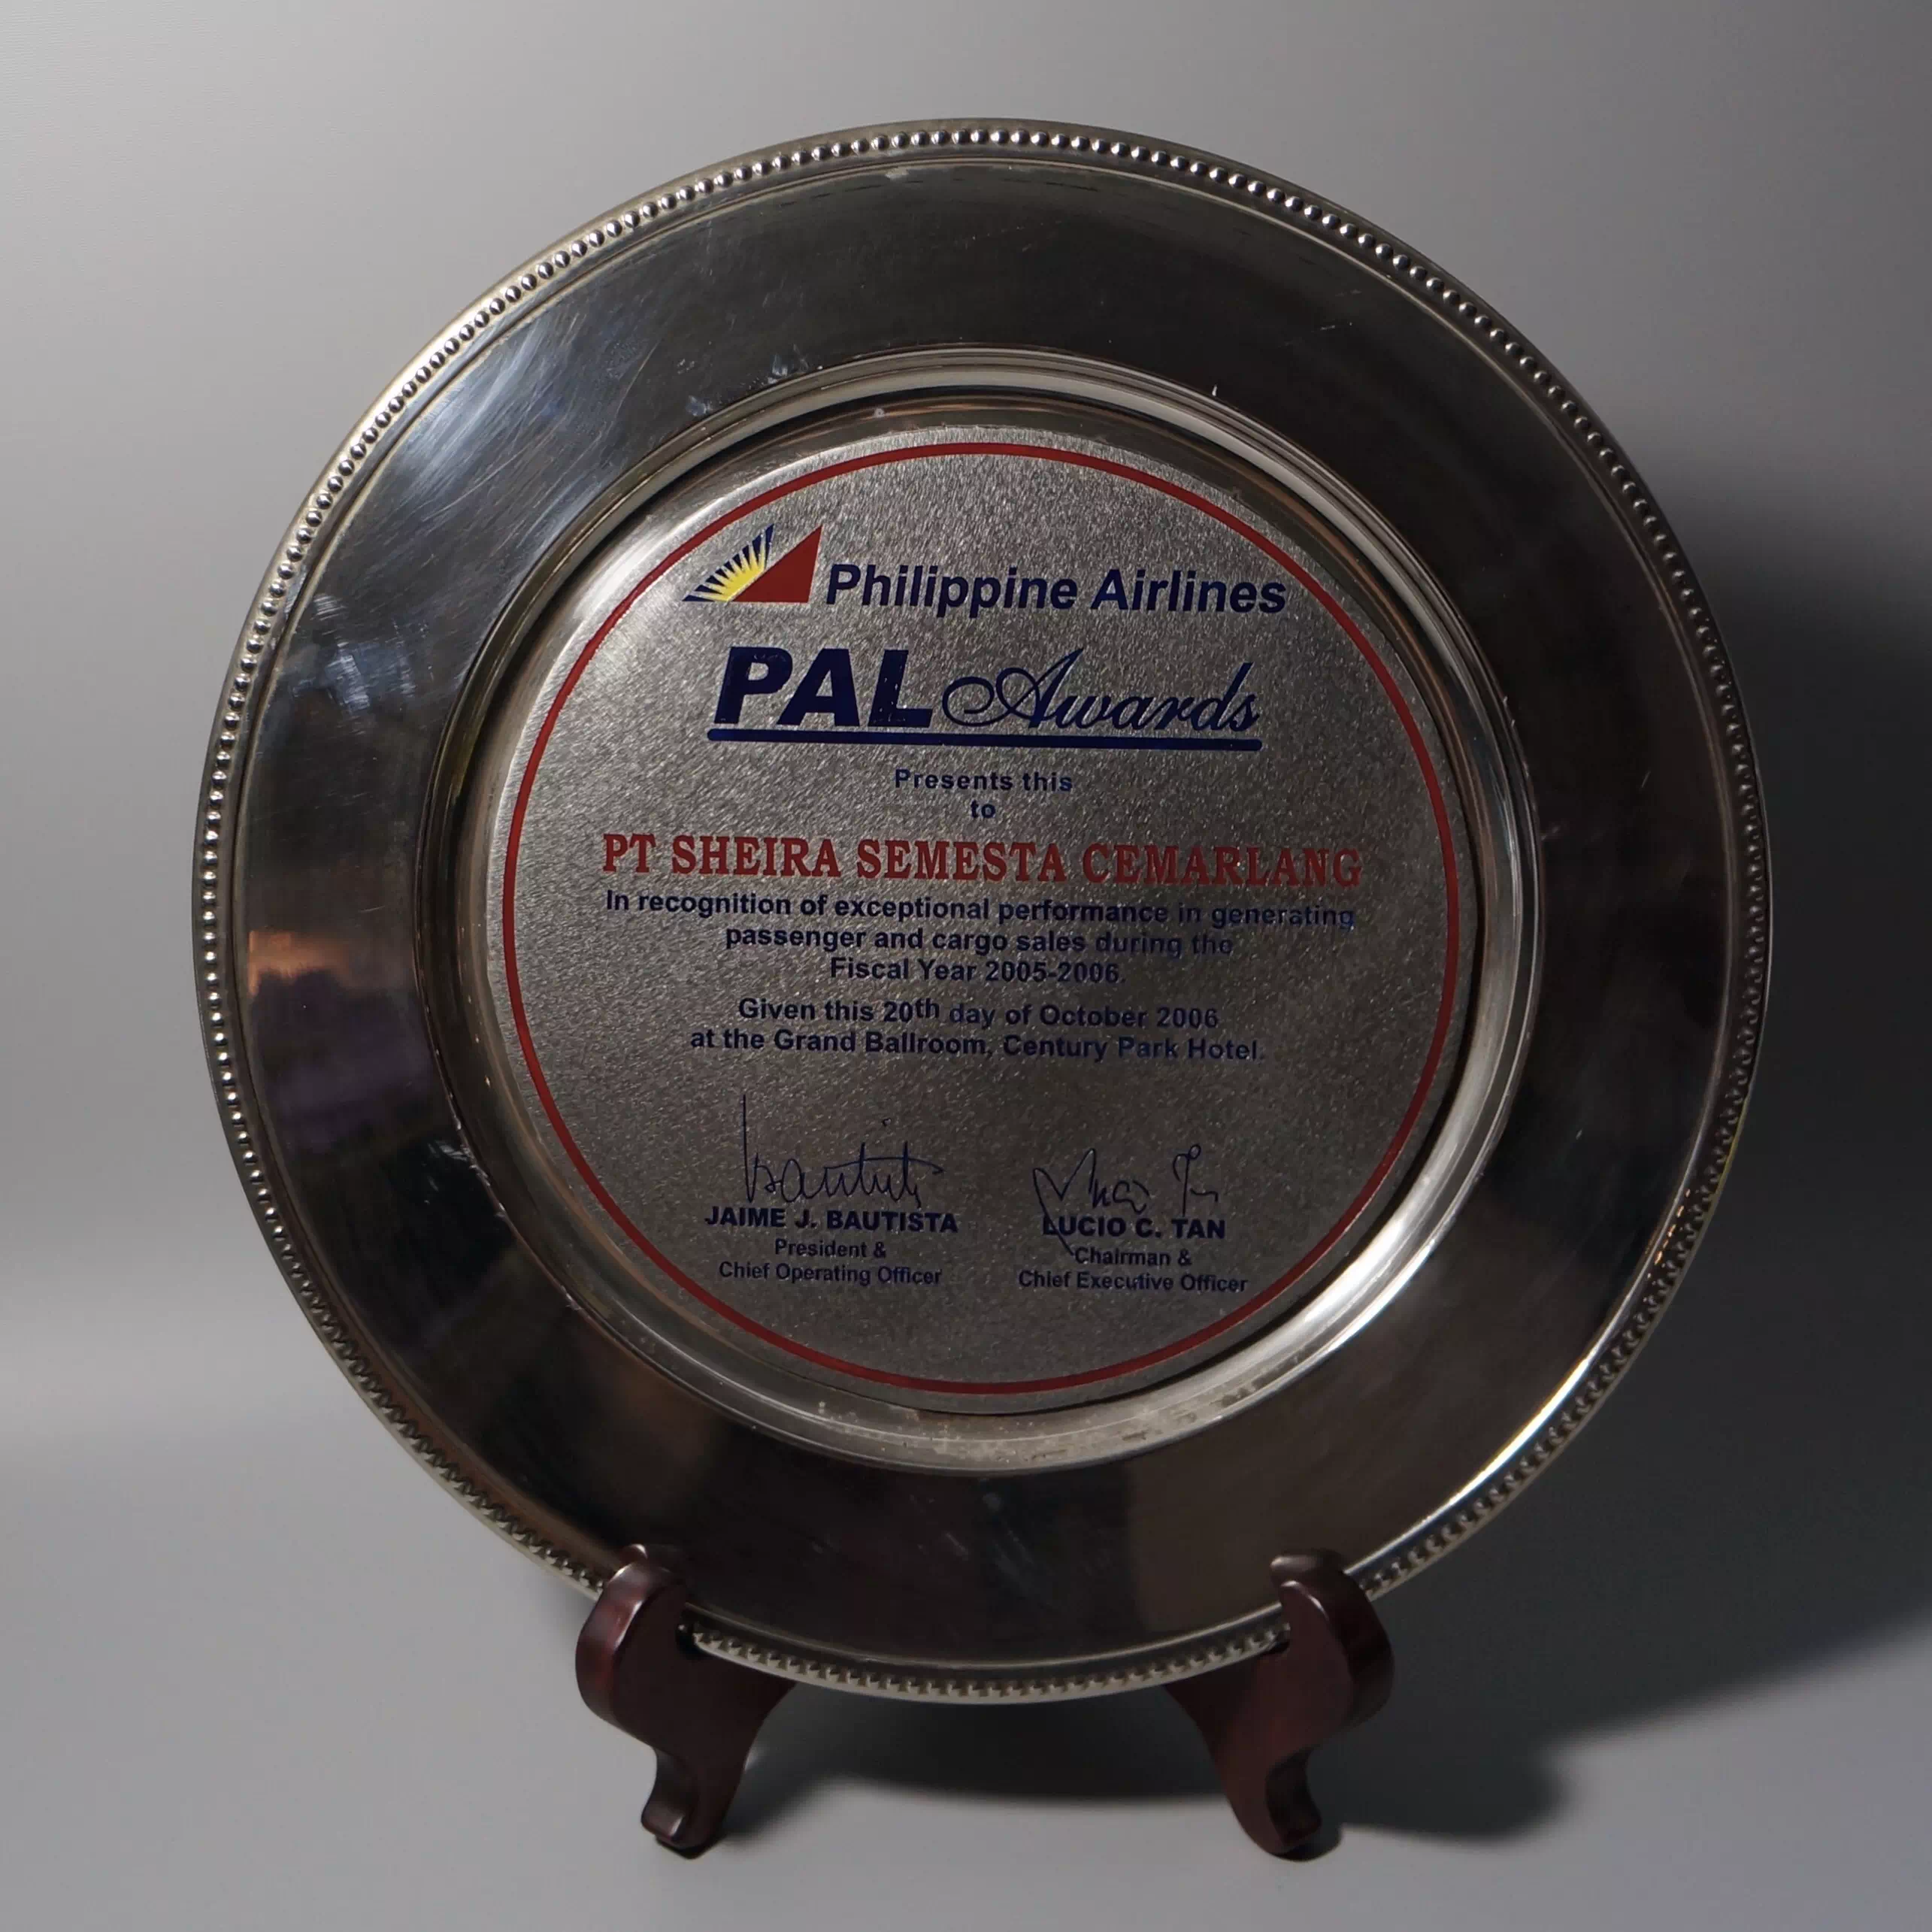 Philippine Airlines
PAL Awards
Presents this
to
PT SHEIRA SEMESTA CEMARLANG
In recognition of exceptional performance in generating
passenger and cargo sales during the
Fiscal Year 2005-2006.
Given this 20th day of October 2006
at the Grand Ballroom, Century Park Hotel.
JAIME J. BAUTISTA
President &
Chief Operating Officer
LUCIO C. TAN
Chairman &
Chief Executive Officer